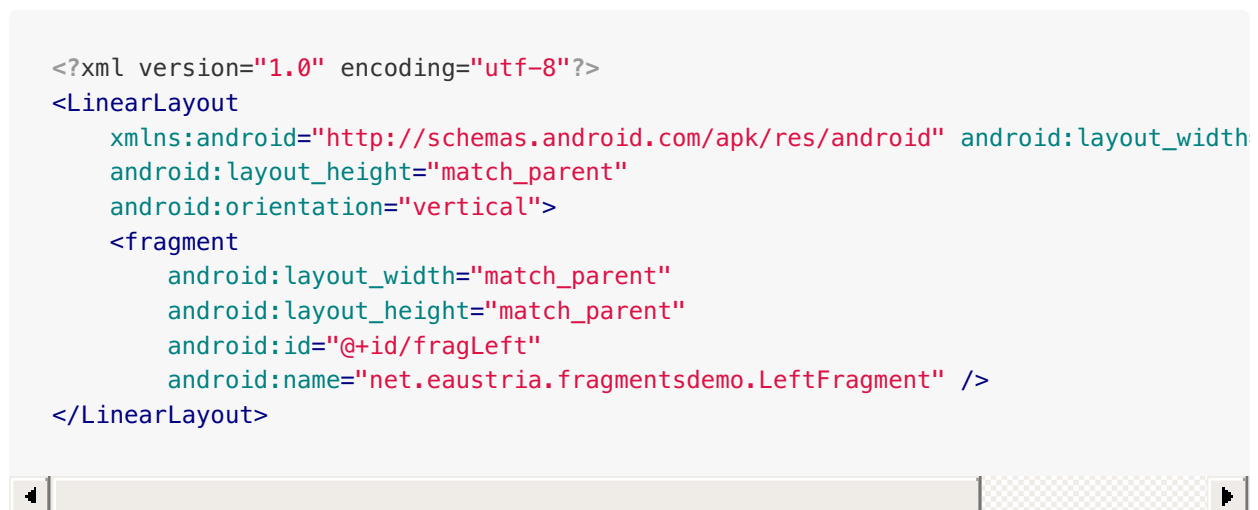 <?xml version="1.0" encoding="utf-8"?>
<LinearLayout
    xmlns:android="http://schemas.android.com/apk/res/android" android:layout_width=
    android:layout_height="match_parent"
    android:orientation="vertical">
    <fragment
        android:layout_width="match_parent"
        android:layout_height="match_parent"
        android:id="@+id/fragLeft"
        android:name="net.eaustria.fragmentsdemo.LeftFragment" />
</LinearLayout>